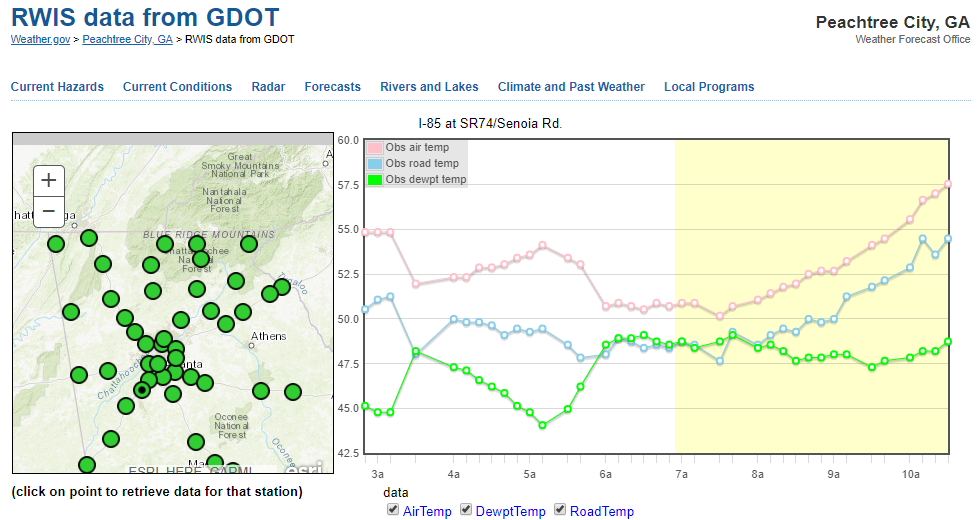 RWIS data from GDOT
Weather.gov > Peachtree City, GA > RWIS data from GDOT
Peachtree City, GA
Weather Forecast Office
Current Hazards Current Conditions Radar Forecasts Rivers and Lakes Climate and Past Weather Local Programs
I-85 at SR74/Senoia Rd.
+
−
Great
Smoky Mountains
National Park
Nantahala
National
Forest
BLUE RIDGE MOUNTAINS
National
Forest
Athens
Oconee
National
Forest
Oconee
esri
60.0
57.5
55.0
52.5
50.0
47.5
45.0
42.5
Obs air temp
Obs road temp
Obs dewpt temp
3a 4a 5a 6a 7a 8a 9a 10a
(click on point to retrieve data for that station)
data
AirTemp DewptTemp RoadTemp